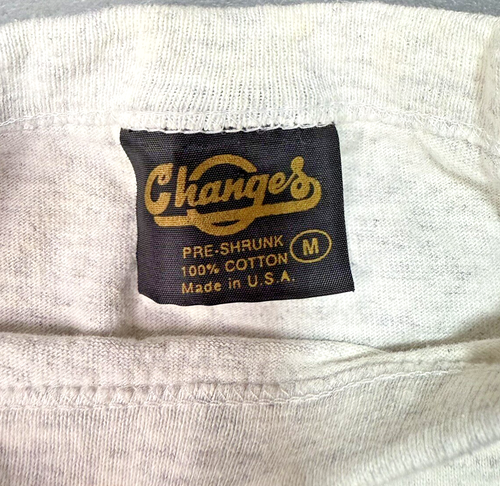 Changes
PRE-SHRUNK
100% COTTON
Made in U.S.A.
M